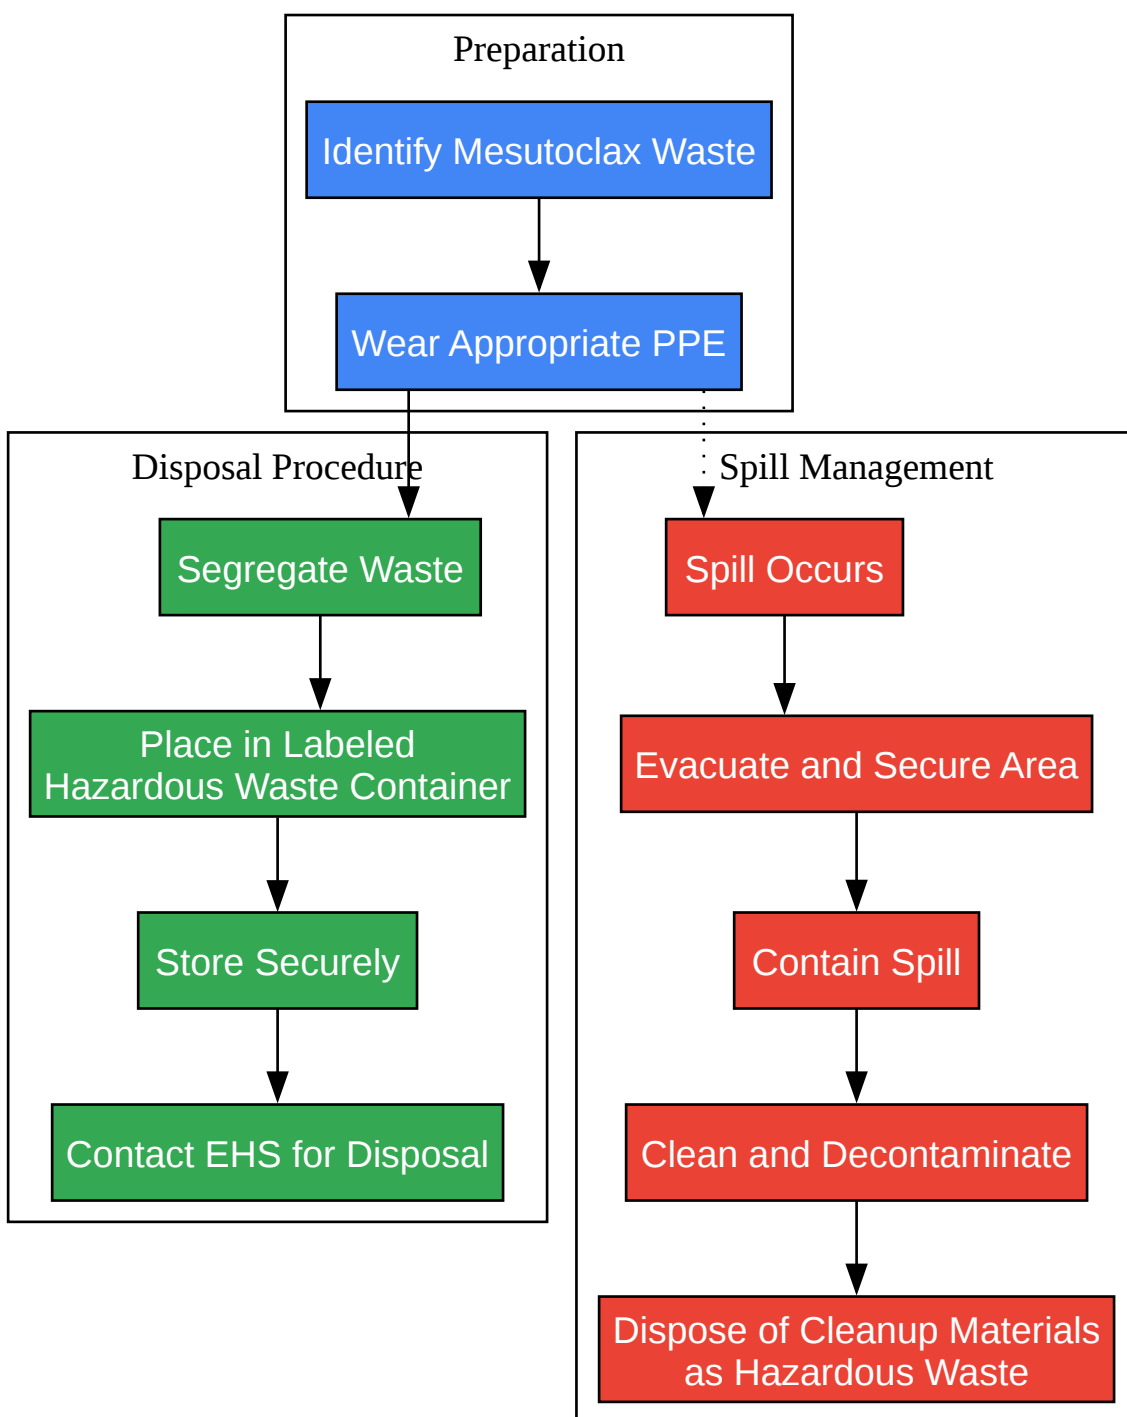 Preparation
Identify Mesutoclax Waste
Wear Appropriate PPE
Disposal Procedure
Segregate Waste
Place in Labeled
Hazardous Waste Container
Store Securely
Contact EHS for Disposal
Spill Management
Spill Occurs
Evacuate and Secure Area
Contain Spill
Clean and Decontaminate
Dispose of Cleanup Materials
as Hazardous Waste